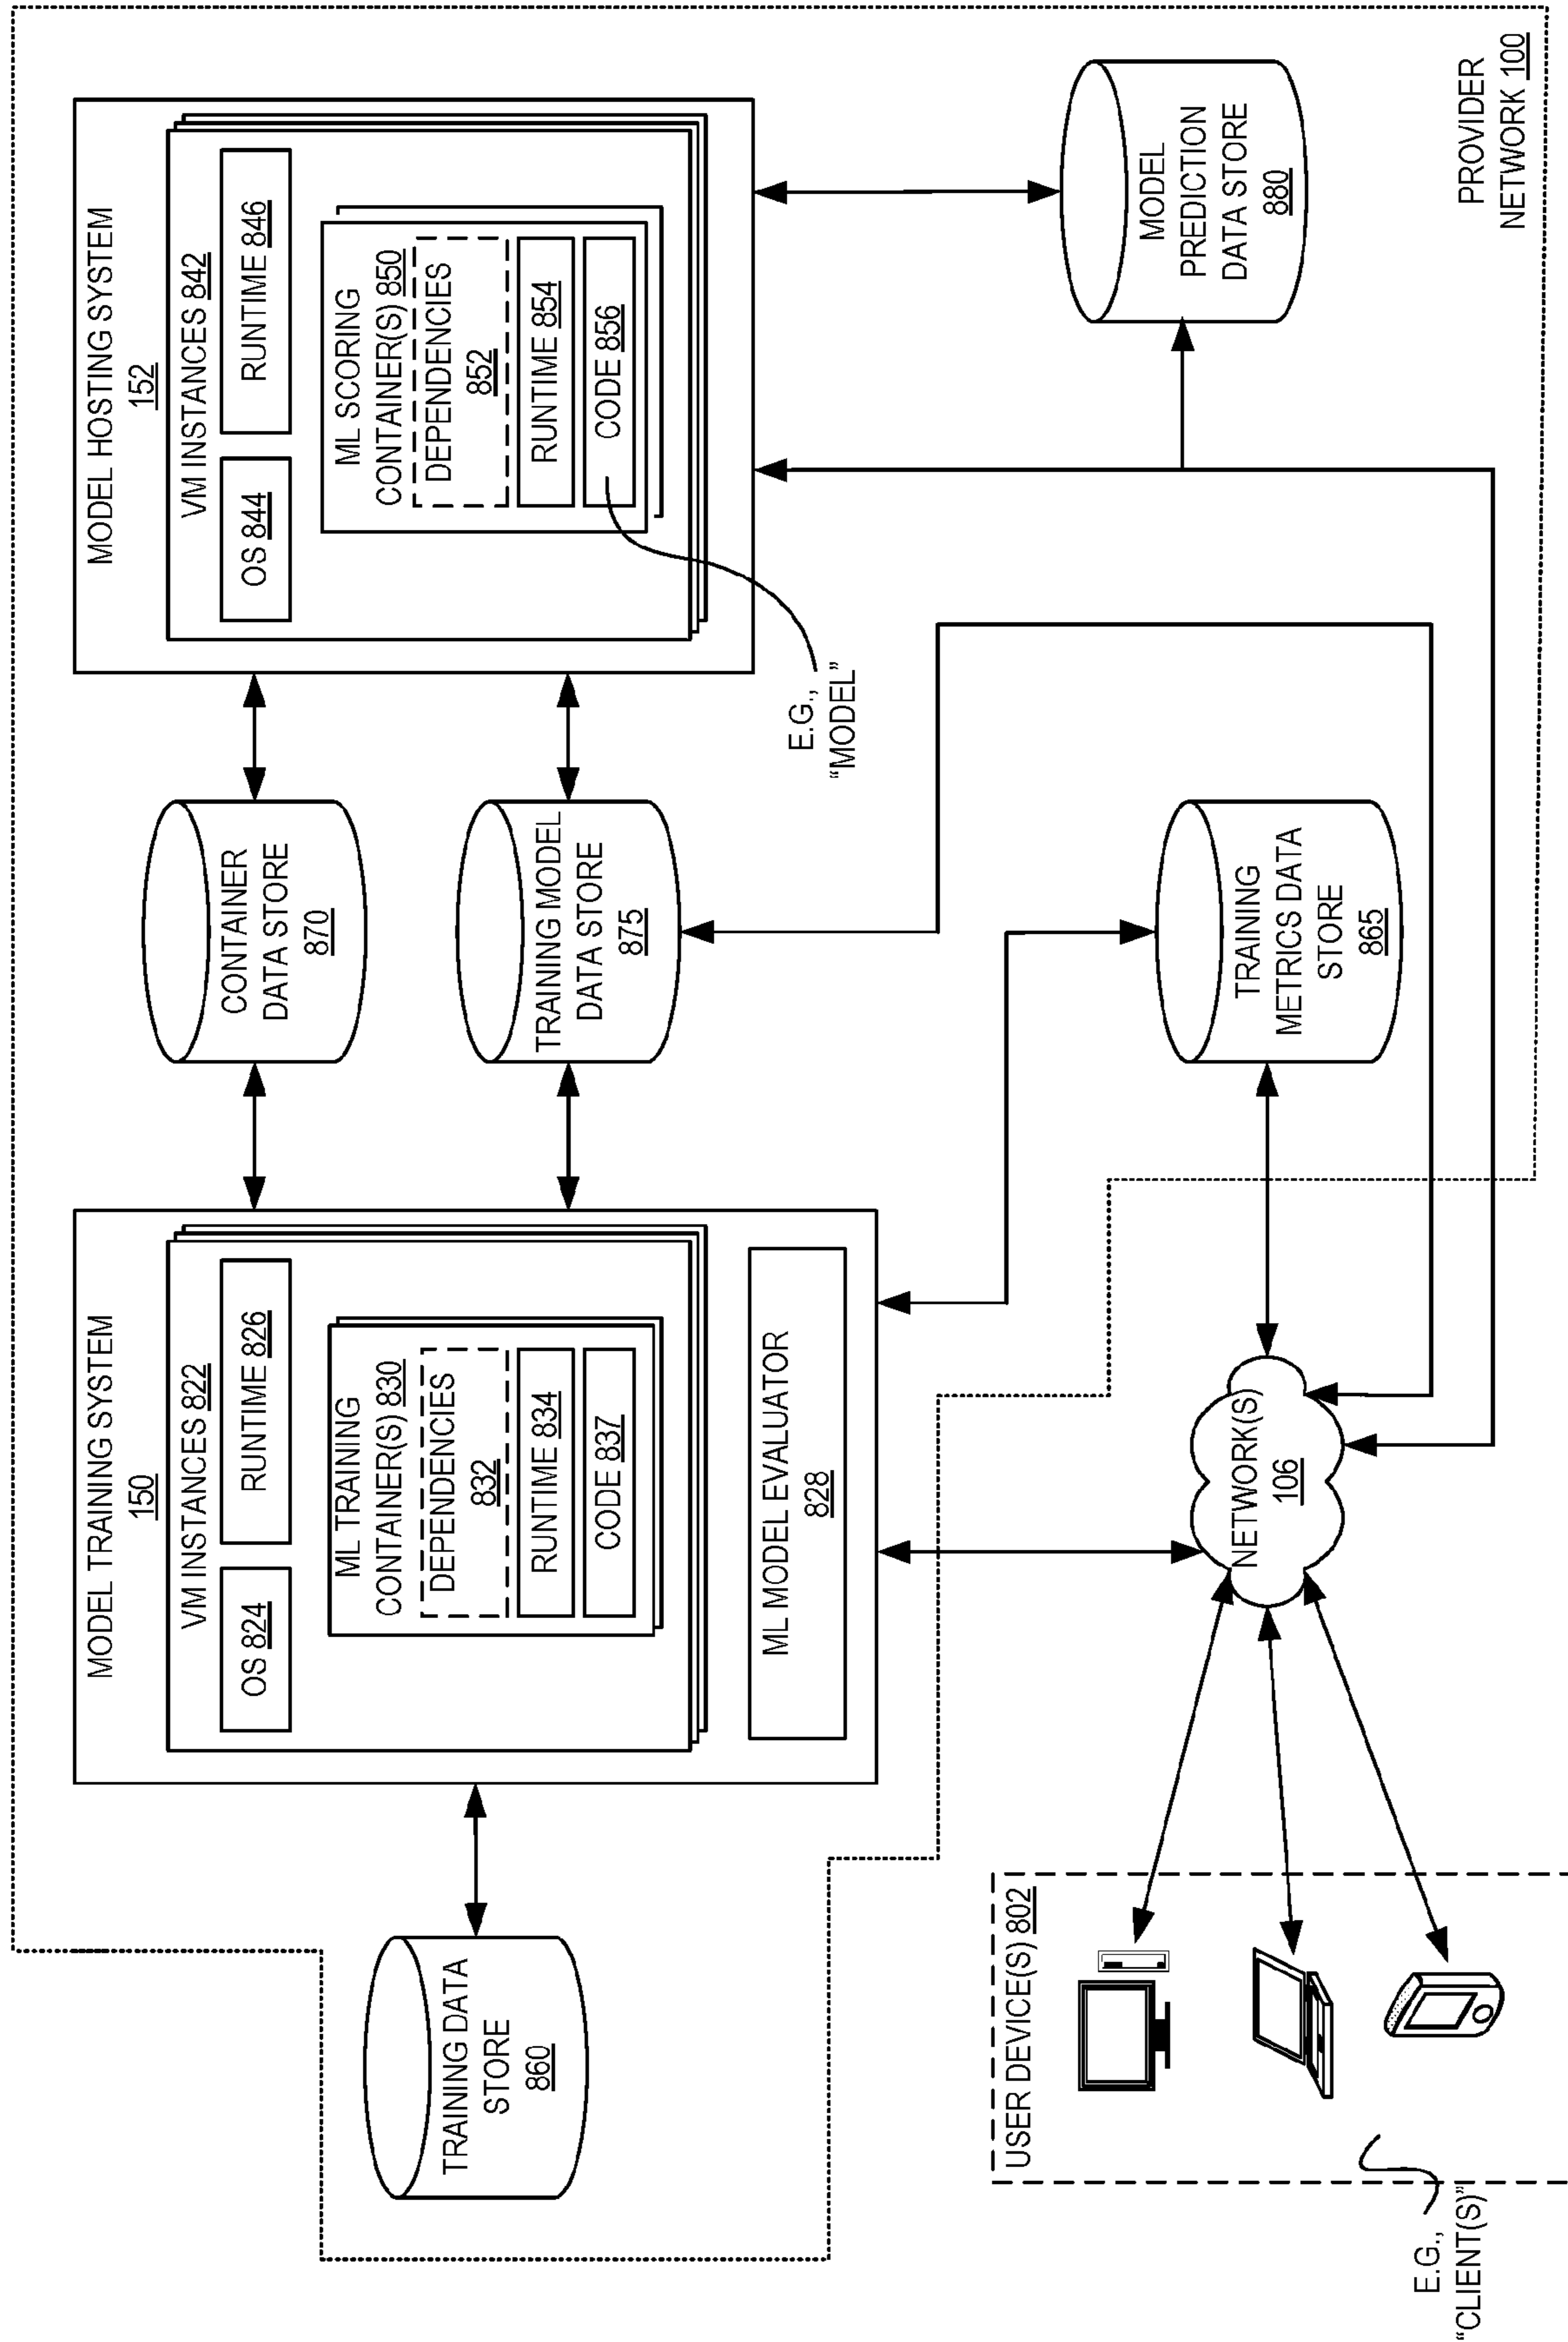 MODEL TRAINING SYSTEM
150
VM INSTANCES 822
OS 824
RUNTIME 826
ML TRAINING
CONTAINER(S) 830
DEPENDENCIES
832
RUNTIME 834
CODE 837
ML MODEL EVALUATOR
828
TRAINING DATA
STORE
860
CONTAINER
DATA STORE
870
TRAINING MODEL
DATA STORE
875
MODEL HOSTING SYSTEM
152
VM INSTANCES 842
OS 844
RUNTIME 846
ML SCORING
CONTAINER(S) 850
DEPENDENCIES
852
RUNTIME 854
CODE 856
E.G.,
“MODEL”
TRAINING
METRICS DATA
STORE
865
MODEL
PREDICTION
DATA STORE
880
USER DEVICE(S) 802
E.G.,
“CLIENT(S)”
NETWORK(S)
106
PROVIDER
NETWORK 100